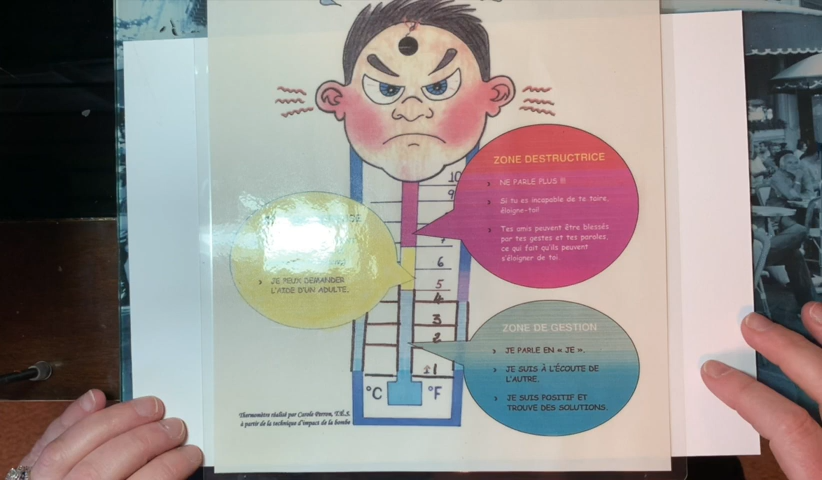 ZONE DESTRUCTRICE
NE PARLE PLUS !!!
Si tu es incapable de te taire,
éloigne-toi!
Tes amis peuvent être blessés
par tes gestes et tes paroles,
ce qui fait qu'ils peuvent
s'éloigner de toi.
JE PEUX DEMANDER
L'AIDE D'UN ADULTE.
10
9
6
5
4
3
2
1
ZONE DE GESTION
JE PARLE EN « JE ».
JE SUIS À L'ÉCOUTE DE
L'AUTRE.
JE SUIS POSITIF ET
TROUVE DES SOLUTIONS.
°C °F
Thermomètre réalisé par Carole Perron, T.É.S.
à partir de la technique d'impact de la bombe